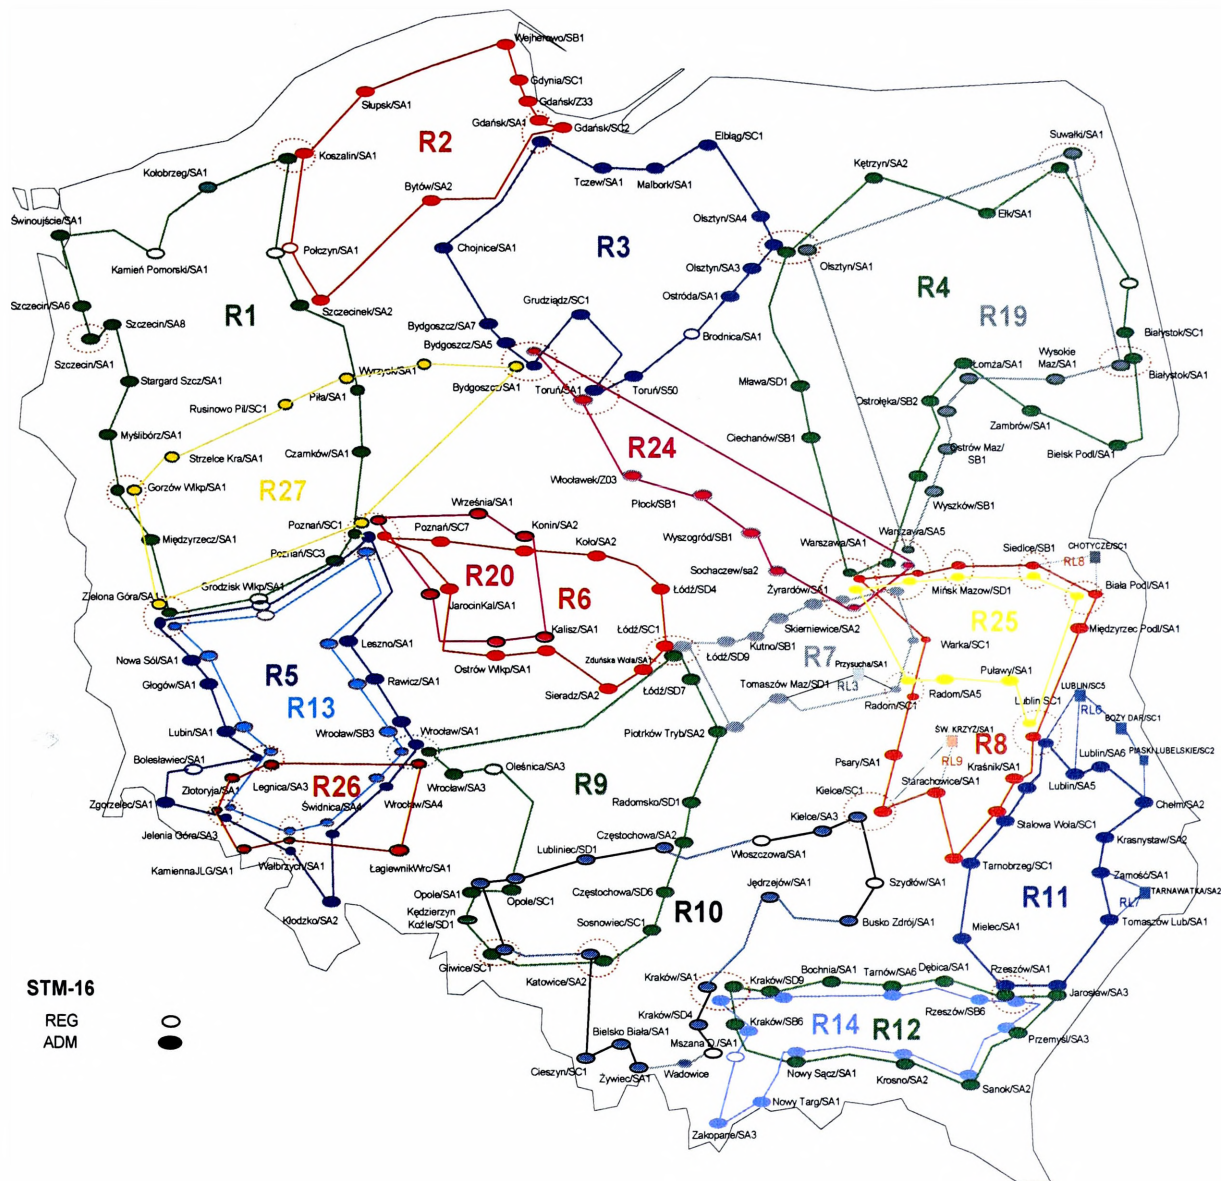 Wejherowo/SB1
Gdynia/SC1
Słupsk/SA1
Gdańsk/Z33
Gdańsk/SA1
Gdańsk/SC2
R2
Elbląg/SC1
Suwałki/SA1
Koszalin/SA1
Kętrzyn/SA2
Kołobrzeg/SA1
Tczew/SA1
Malbork/SA1
Bytów/SA2
Ełk/SA1
Świnoujście/SA1
Olsztyn/SA4
Połczyn/SA1
Chojnice/SA1
R3
Kamień Pomorski/SA1
Olsztyn/SA3
Olsztyn/SA1
R4
Szczecin/SA6
Szczecinek/SA2
Grudziądz/SC1
Ostróda/SA1
R1
R19
Szczecin/SA8
Bydgoszcz/SA7
Bydgoszcz/SA5
Brodnica/SA1
Białystok/SC1
Szczecin/SA1
Wysokie
Maz/SA1
Łomża/SA1
Wyrzysk/SA1
Stargard Szcz/SA1
Bydgoszcz/SA1
Toruń/SA1
Toruń/S50
Mława/SD1
Białystok/SA1
Piła/SA1
Rusinowo Pił/SC1
Ostrołęka/SB2
Zambrów/SA1
Myślibórz/SA1
R24
Ciechanów/SB1
Czarnków/SA1
Ostrów Maz/
SB1
Bielsk Podl/SA1
Strzelce Kra/SA1
Włocławek/Z03
Gorzów Wlkp/SA1
R27
Płock/SB1
Wyszków/SB1
Września/SA1
Poznań/SC1
Poznań/SC7
Konin/SA2
Wyszogród/SB1
Warszawa/SA1
Warszawa/SA5
Międzyrzecz/SA1
Poznań/SC3
Koło/SA2
Siedlce/SB1
CHOTYCZE/SC1
RL8
Sochaczew/sa2
R20
Zielona Góra/SA1
Grodzisk Wlkp/SA1
Łódź/SD4
Żyrardów/SA1
Mińsk Mazow/SD1
Biała Podl/SA1
JarocinKal/SA1
R6
R25
Skierniewice/SA2
Międzyrzec Podl/SA1
Kalisz/SA1
Łódź/SC1
Kutno/SB1
Łódź/SD9
Warka/SC1
Leszno/SA1
Nowa Sól/SA1
Ostrów Wlkp/SA1
Zduńska Wola/SA1
R7
Przysucha/SA1
Puławy/SA1
R5
Głogów/SA1
Rawicz/SA1
Sieradz/SA2
Łódź/SD7
Tomaszów Maz/SD1
RL3
Radom/SC1
Radom/SA5
LUBLIN/SC5
Lublin SC1
R13
RL6
Lubin/SA1
Wrocław/SB3
Wrocław/SA1
Piotrków Tryb/SA2
ŚW. KRZYŻ/SA1
BOŻY DAR/SC1
R8
PIASKI LUBELSKIE/SC2
Bolesławiec/SA1
Oleśnica/SA3
Psary/SA1
RL9
Kraśnik/SA1
Lublin/SA6
Złotoryja/SA1
Legnica/SA3
R26
Wrocław/SA3
R9
Starachowice/SA1
Lublin/SA5
Zgorzelec/SA1
Świdnica/SA4
Wrocław/SA4
Radomsko/SD1
Kielce/SC1
Chełm/SA2
Kielce/SA3
Stalowa Wola/SC1
Jelenia Góra/SA3
Częstochowa/SA2
Krasnystaw/SA2
Lubliniec/SD1
Włoszczowa/SA1
Wałbrzych/SA1
KamiennaJLG/SA1
ŁagiewnikWrc/SA1
Tarnobrzeg/SC1
Zamość/SA1
Jędrzejów/SA1
Szydłów/SA1
TARNAWATKA/SA2
Opole/SA1
Opole/SC1
Częstochowa/SD6
R11
RL7
Kłodzko/SA2
R10
Kędzierzyn
Koźle/SD1
Sosnowiec/SC1
Busko Zdrój/SA1
Tomaszów Lub/SA1
Mielec/SA1
Gliwice/SC1
Katowice/SA2
Kraków/SA1
Kraków/SD9
Bochnia/SA1
Tarnów/SA6
Dębica/SA1
Rzeszów/SA1
STM-16
Jarosław/SA3
Kraków/SD4
Rzeszów/SB6
REG
Kraków/SB6
R14
R12
Bielsko Biała/SA1
Przemyśl/SA3
ADM
Mszana D./SA1
Cieszyn/SC1
Żywiec/SA1
Wadowice
Nowy Sącz/SA1
Krosno/SA2
Sanok/SA2
Nowy Targ/SA1
Zakopane/SA3